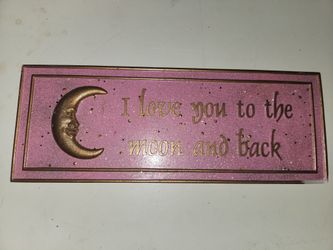 I love you to the
moon and back